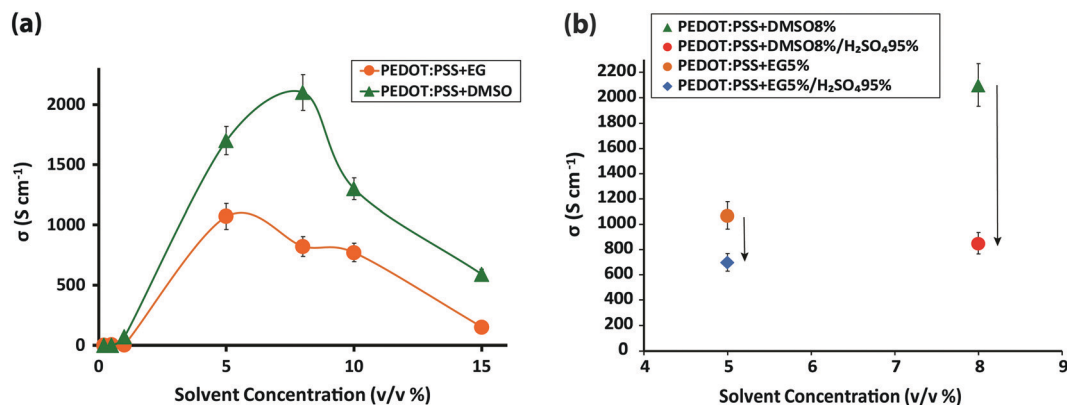 (a)
σ (S cm⁻¹)
2000
1500
1000
500
0
PEDOT:PSS+EG
PEDOT:PSS+DMSO
0 5 10 15
Solvent Concentration (v/v %)
(b)
PEDOT:PSS+DMSO8%
PEDOT:PSS+DMSO8%/H₂SO₄95%
PEDOT:PSS+EG5%
PEDOT:PSS+EG5%/H₂SO₄95%
σ (S cm⁻¹)
2200
2000
1800
1600
1400
1200
1000
800
600
400
200
0
4 5 6 7 8 9
Solvent Concentration (v/v %)